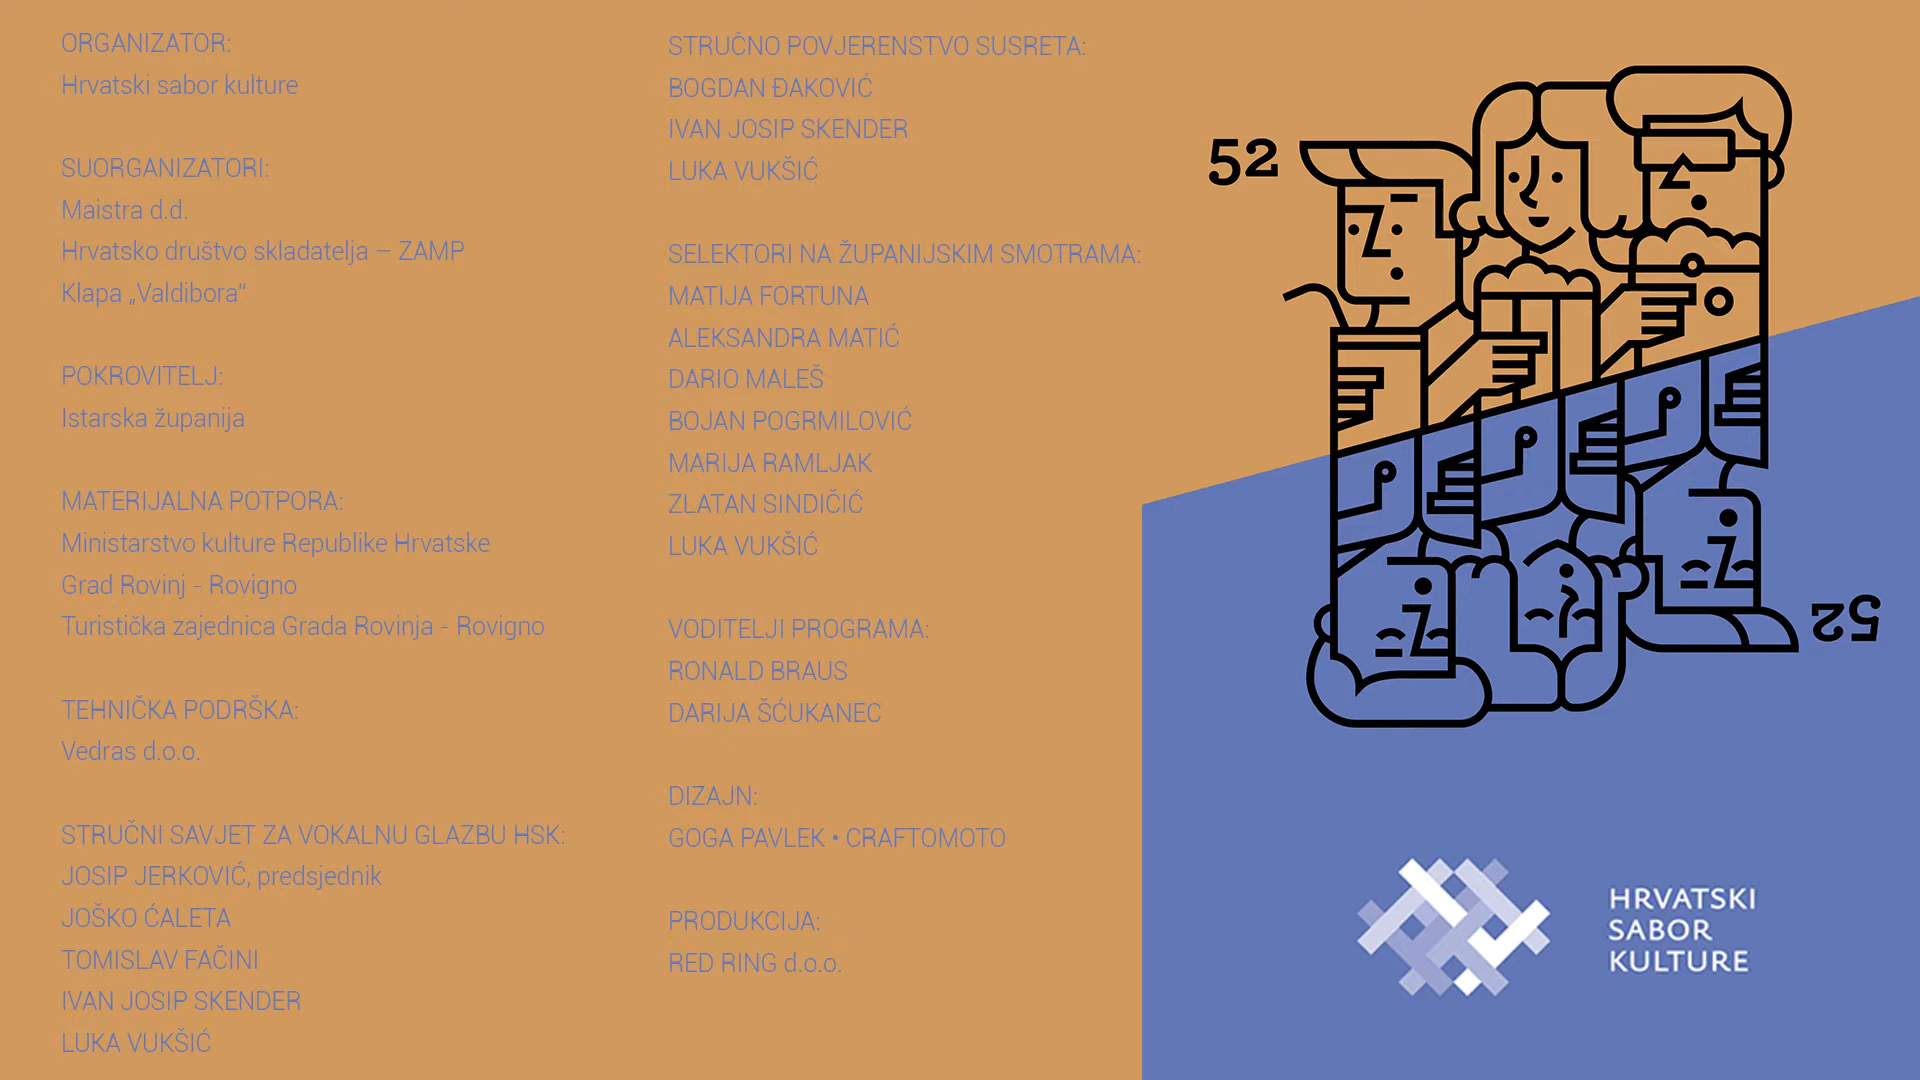 ORGANIZATOR:
Hrvatski sabor kulture
SUORGANIZATORI:
Maistra d.d.
Hrvatsko društvo skladatelja – ZAMP
Klapa „Valdibora“
POKROVITELJ:
Istarska županija
MATERIJALNA POTPORA:
Ministarstvo kulture Republike Hrvatske
Grad Rovinj - Rovigno
Turistička zajednica Grada Rovinja - Rovigno
TEHNIČKA PODRŠKA:
Vedras d.o.o.
STRUČNI SAVJET ZA VOKALNU GLAZBU HSK:
JOSIP JERKOVIĆ, predsjednik
JOŠKO ĆALETA
TOMISLAV FAČINI
IVAN JOSIP SKENDER
LUKA VUKŠIĆ
STRUČNO POVJERENSTVO SUSRETA:
BOGDAN ĐAKOVIĆ
IVAN JOSIP SKENDER
LUKA VUKŠIĆ
SELEKTORI NA ŽUPANIJSKIM SMOTRAMA:
MATIJA FORTUNA
ALEKSANDRA MATIĆ
DARIO MALEŠ
BOJAN POGRMILOVIĆ
MARIJA RAMLJAK
ZLATAN SINDIČIĆ
LUKA VUKŠIĆ
VODITELJI PROGRAMA:
RONALD BRAUS
DARIJA ŠĆUKANEC
DIZAJN:
GOGA PAVLEK • CRAFTOMOTO
PRODUKCIJA:
RED RING d.o.o.
52
52
HRVATSKI
SABOR
KULTURE